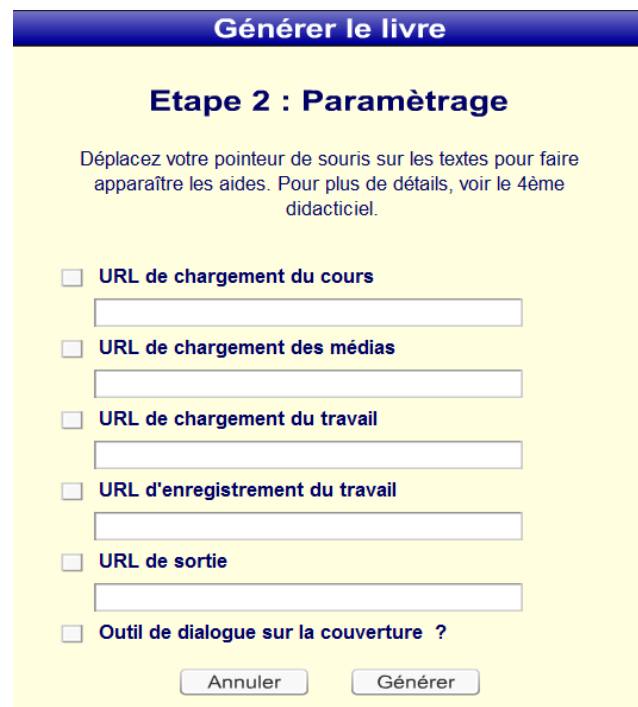 Générer le livre
Etape 2 : Paramètrage
Déplacez votre pointeur de souris sur les textes pour faire
apparaître les aides. Pour plus de détails, voir le 4ème
didacticiel.
URL de chargement du cours
URL de chargement des médias
URL de chargement du travail
URL d'enregistrement du travail
URL de sortie
Outil de dialogue sur la couverture ?
Annuler Générer